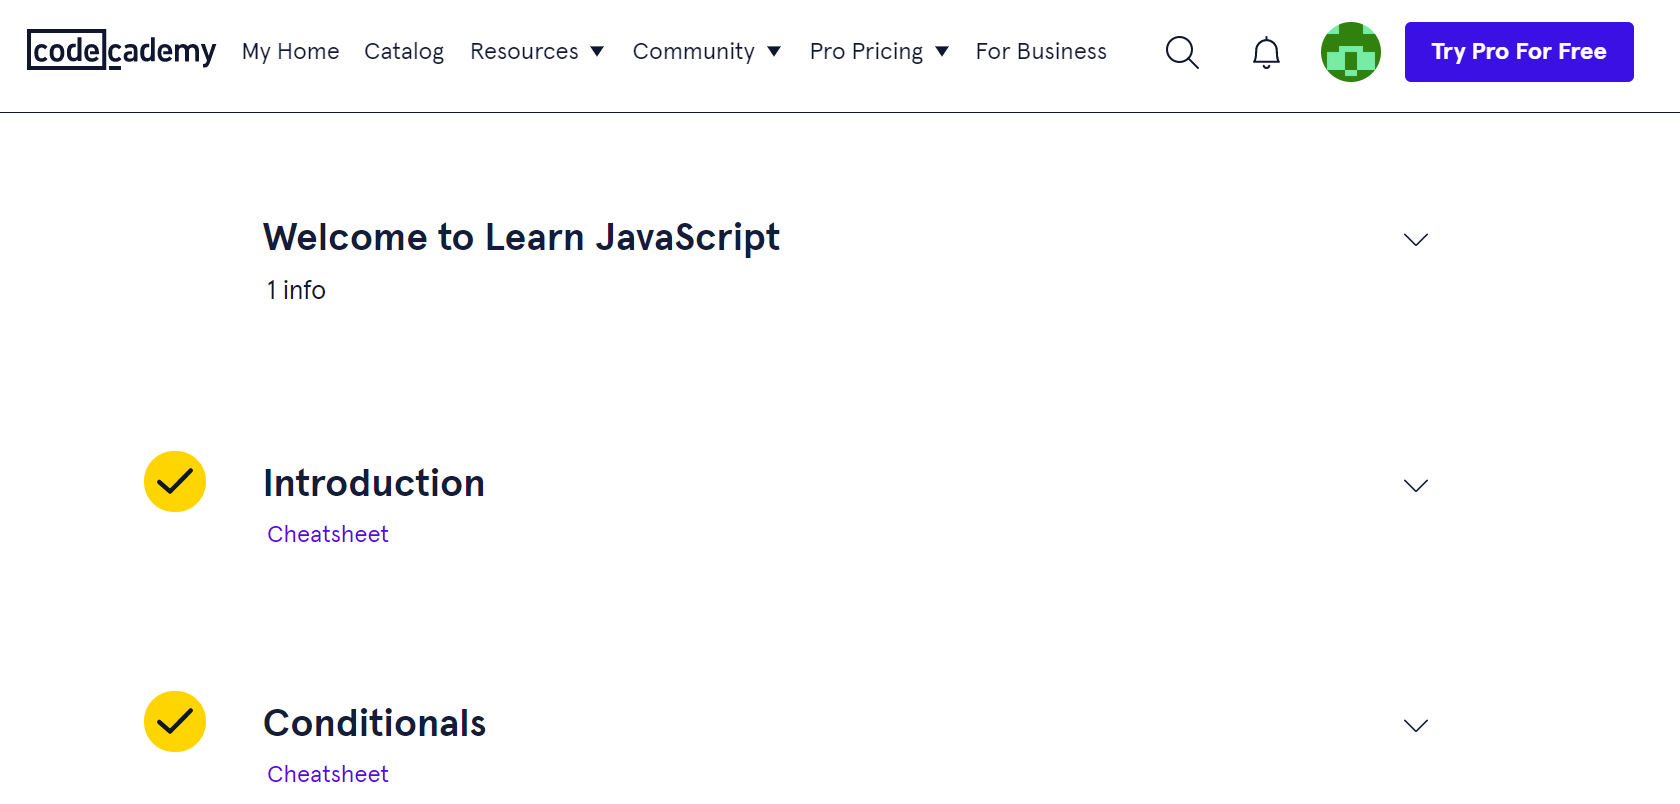 codecademy My Home Catalog Resources Community Pro Pricing For Business Try Pro For Free
Welcome to Learn JavaScript
1 info
Introduction
Cheatsheet
Conditionals
Cheatsheet